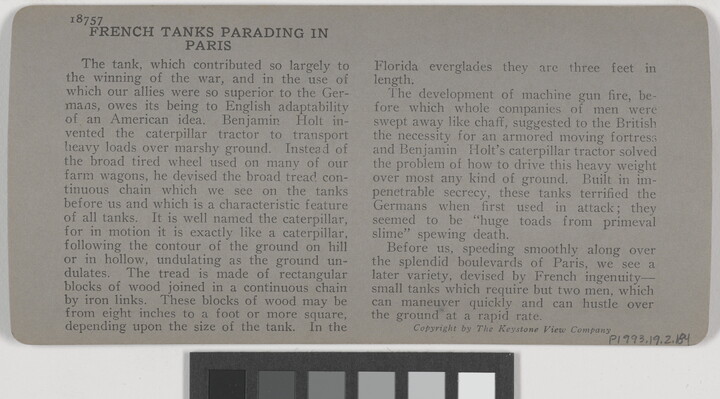 18757
FRENCH TANKS PARADING IN
PARIS
The tank, which contributed so largely to
the winning of the war, and in the use of
which our allies were so superior to the Ger-
mans, owes its being to English adaptability
of an American idea. Benjamin Holt in-
vented the caterpillar tractor to transport
heavy loads over marshy ground. Instead of
the broad tired wheel used on many of our
farm wagons, he devised the broad tread con-
tinuous chain which we see on the tanks
before us and which is a characteristic feature
of all tanks. It is well named the caterpillar,
for in motion it is exactly like a caterpillar,
following the contour of the ground on hill
or in hollow, undulating as the ground un-
dulates. The tread is made of rectangular
blocks of wood joined in a continuous chain
by iron links. These blocks of wood may be
from eight inches to a foot or more square,
depending upon the size of the tank. In the
Florida everglades they are three feet in
length.
The development of machine gun fire, be-
fore which whole companies of men were
swept away like chaff, suggested to the British
the necessity for an armored moving fortress
and Benjamin Holt's caterpillar tractor solved
the problem of how to drive this heavy weight
over most any kind of ground. Built in im-
penetrable secrecy, these tanks terrified the
Germans when first used in attack; they
seemed to be "huge toads from primeval
slime" spewing death.
Before us, speeding smoothly along over
the splendid boulevards of Paris, we see a
later variety, devised by French ingenuity—
small tanks which require but two men, which
can maneuver quickly and can hustle over
the ground at a rapid rate.
Copyright by The Keystone View Company
P1993.19.2.184